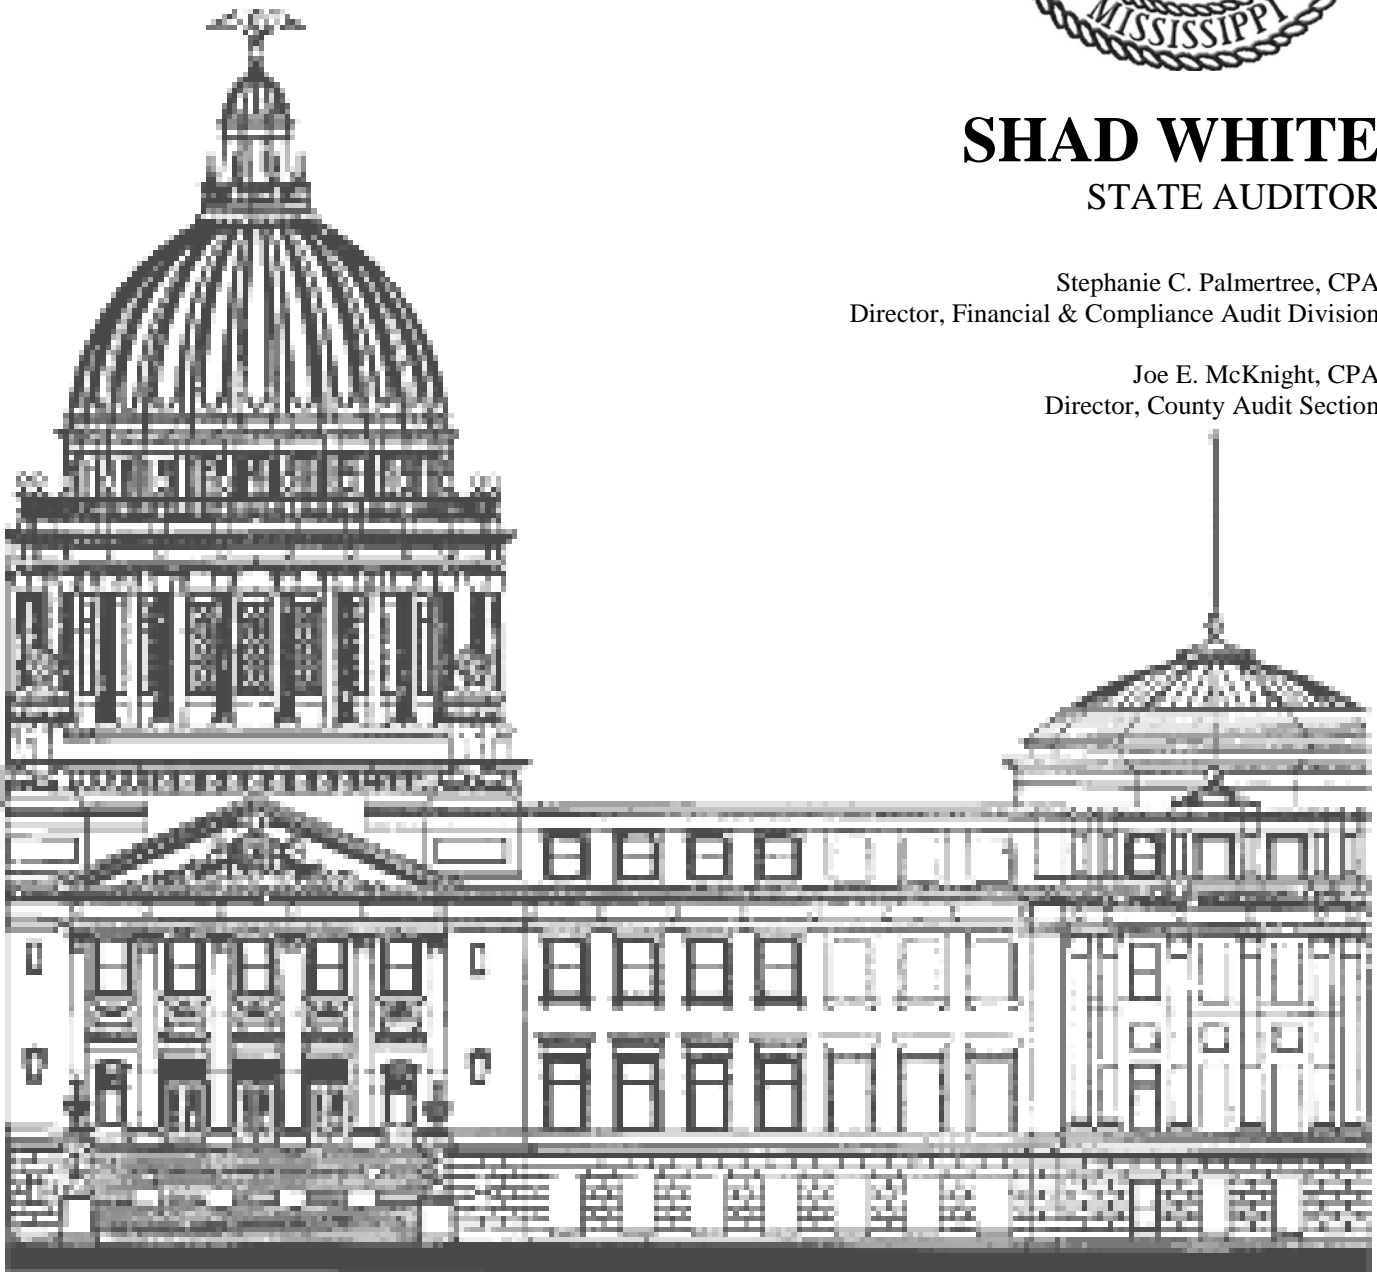 MISSISSIPPI
SHAD WHITE
STATE AUDITOR
Stephanie C. Palmertree, CPA
Director, Financial & Compliance Audit Division
Joe E. McKnight, CPA
Director, County Audit Section